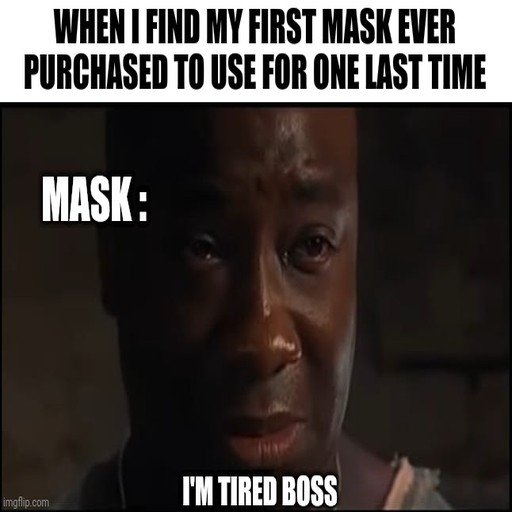 WHEN I FIND MY FIRST MASK EVER
PURCHASED TO USE FOR ONE LAST TIME
MASK :
I'M TIRED BOSS
imgflip.com